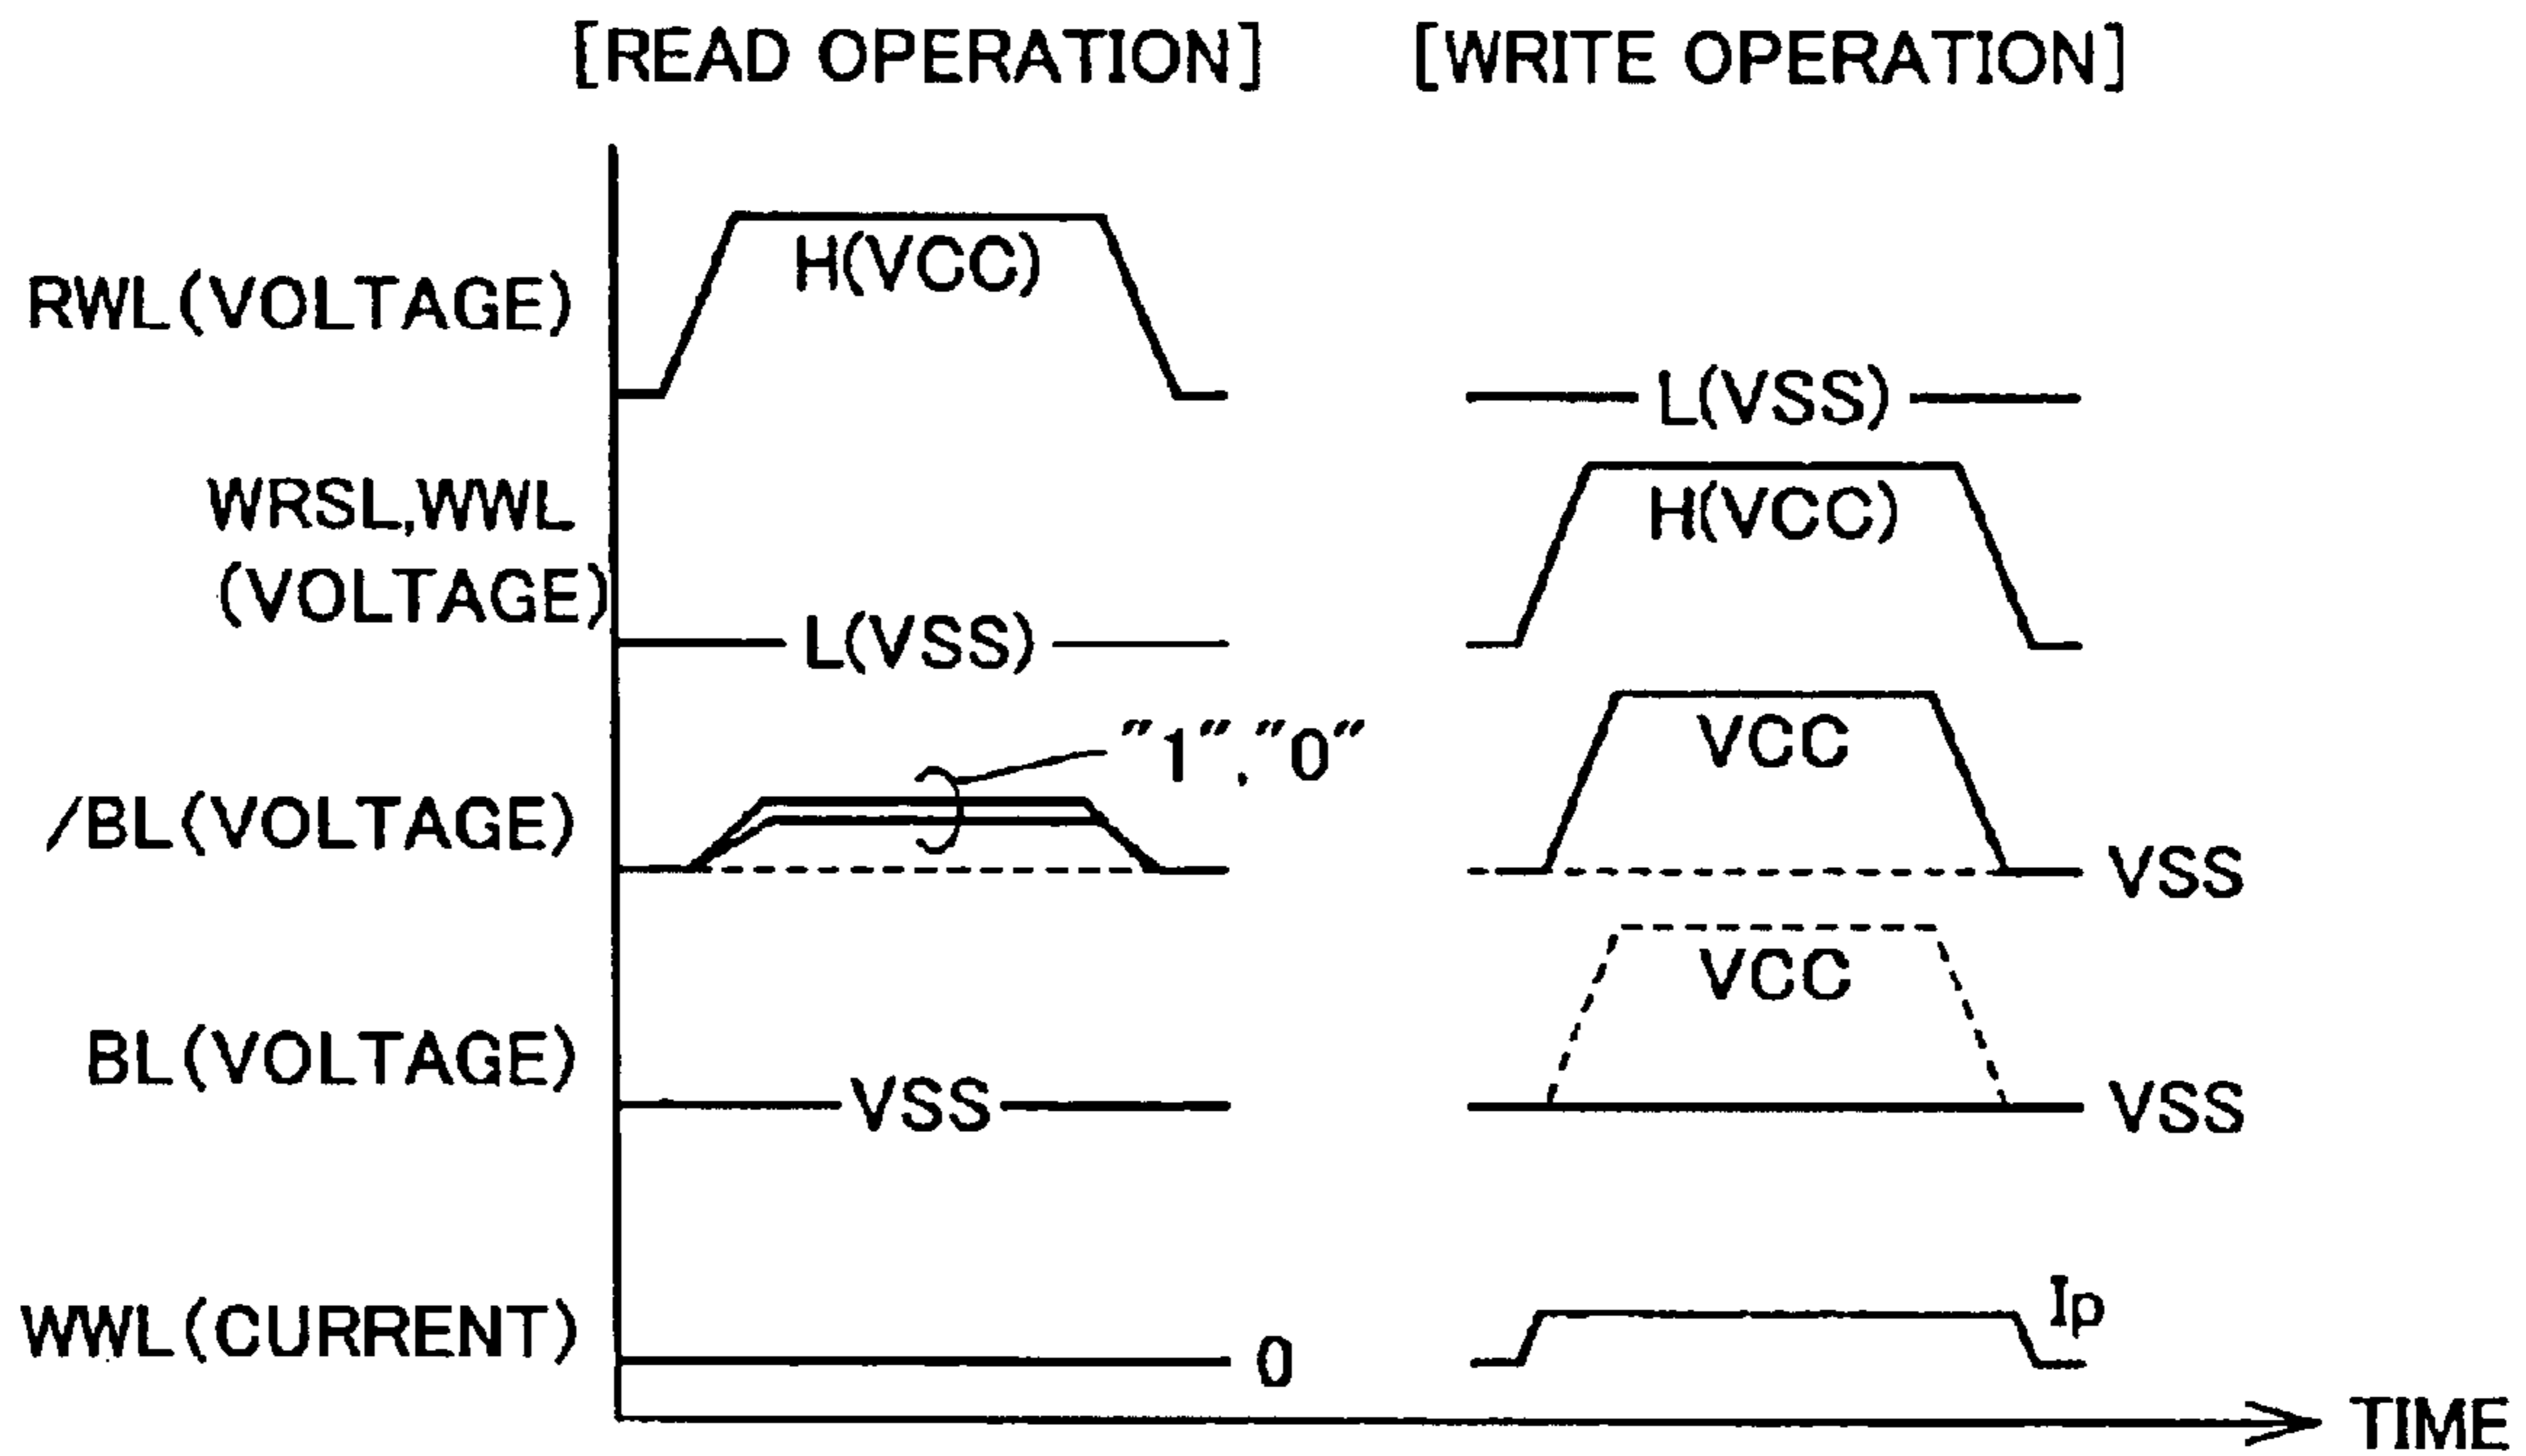 [READ OPERATION] [WRITE OPERATION]
H(VCC)
RWL(VOLTAGE)
L(VSS)
WRSL,WWL
(VOLTAGE)
H(VCC)
L(VSS)
"1","0"
VCC
/BL(VOLTAGE)
VSS
VCC
BL(VOLTAGE)
VSS
VSS
WWL(CURRENT)
0
Ip
TIME